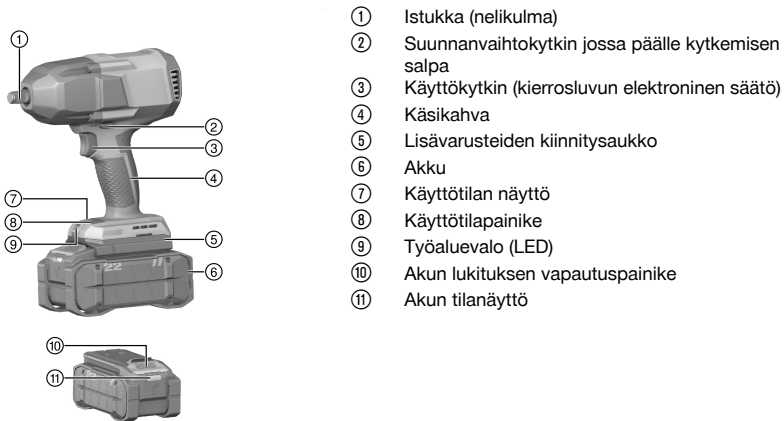 ① Istukka (nelikulma)
② Suunnanvaihtokytkin jossa päälle kytkemisen
salpa
③ Käyttökytkin (kierrosluvun elektroninen säätö)
④ Käsikahva
⑤ Lisävarusteiden kiinnitysaukko
⑥ Akku
⑦ Käyttötilan näyttö
⑧ Käyttötilapainike
⑨ Työaluevalo (LED)
⑩ Akun lukituksen vapautuspainike
⑪ Akun tilanäyttö
①
②
③
④
⑦
⑧
⑨
⑤
⑥
22
⑩
⑪